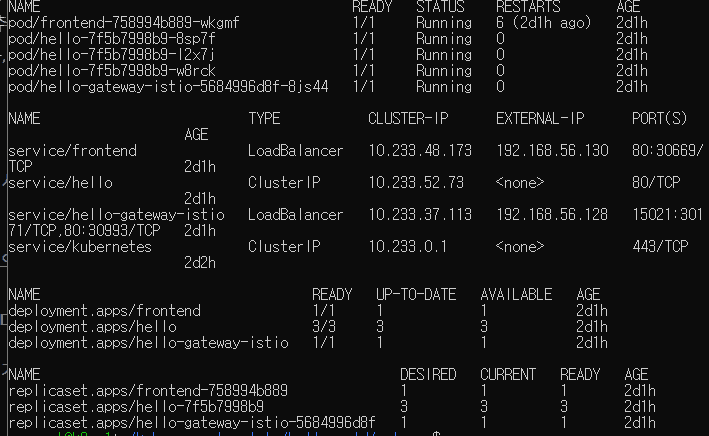 NAME READY STATUS RESTARTS AGE
pod/frontend-758994b889-wkgmf 1/1 Running 6 (2d1h ago) 2d1h
pod/hello-7f5b7998b9-8sp7f 1/1 Running 0 2d1h
pod/hello-7f5b7998b9-l2x7j 1/1 Running 0 2d1h
pod/hello-7f5b7998b9-w8rck 1/1 Running 0 2d1h
pod/hello-gateway-istio-5684996d8f-8js44 1/1 Running 0 2d1h
NAME TYPE CLUSTER-IP EXTERNAL-IP PORT(S)
AGE
service/frontend LoadBalancer 10.233.48.173 192.168.56.130 80:30669/
TCP 2d1h
service/hello ClusterIP 10.233.52.73 <none> 80/TCP
2d1h
service/hello-gateway-istio LoadBalancer 10.233.37.113 192.168.56.128 15021:301
71/TCP,80:30993/TCP 2d1h
service/kubernetes ClusterIP 10.233.0.1 <none> 443/TCP
2d2h
NAME READY UP-TO-DATE AVAILABLE AGE
deployment.apps/frontend 1/1 1 1 2d1h
deployment.apps/hello 3/3 3 3 2d1h
deployment.apps/hello-gateway-istio 1/1 1 1 2d1h
NAME DESIRED CURRENT READY AGE
replicaset.apps/frontend-758994b889 1 1 1 2d1h
replicaset.apps/hello-7f5b7998b9 3 3 3 2d1h
replicaset.apps/hello-gateway-istio-5684996d8f 1 1 1 2d1h